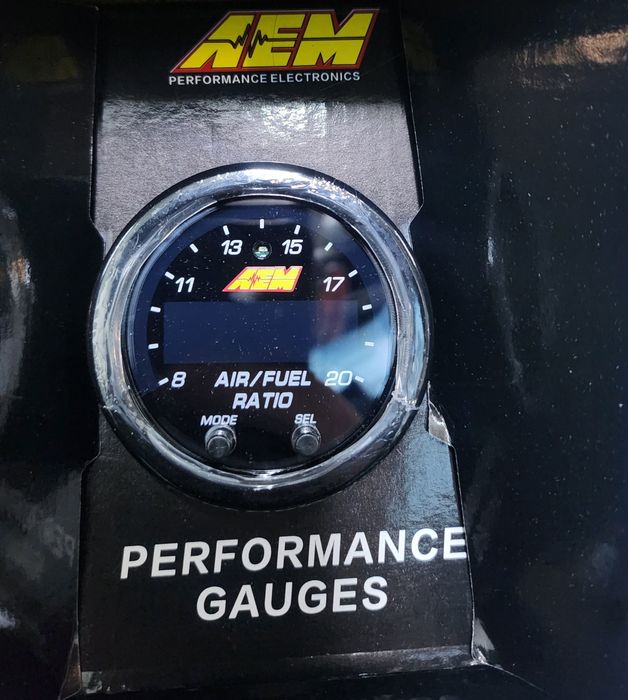 AEM
PERFORMANCE ELECTRONICS
13 15
11 17
AEM
8 AIR/FUEL 20
RATIO
MODE SEL
PERFORMANCE
GAUGES